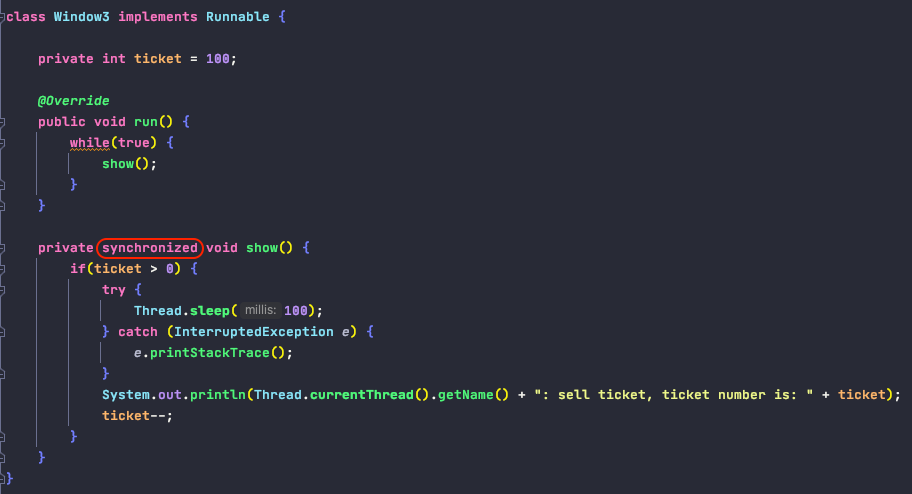 class Window3 implements Runnable {
private int ticket = 100;
@Override
public void run() {
while(true) {
show();
}
}
private synchronized void show() {
if(ticket > 0) {
try {
Thread.sleep( millis: 100);
} catch (InterruptedException e) {
e.printStackTrace();
}
System.out.println(Thread.currentThread().getName() + ": sell ticket, ticket number is: " + ticket);
ticket--;
}
}
}